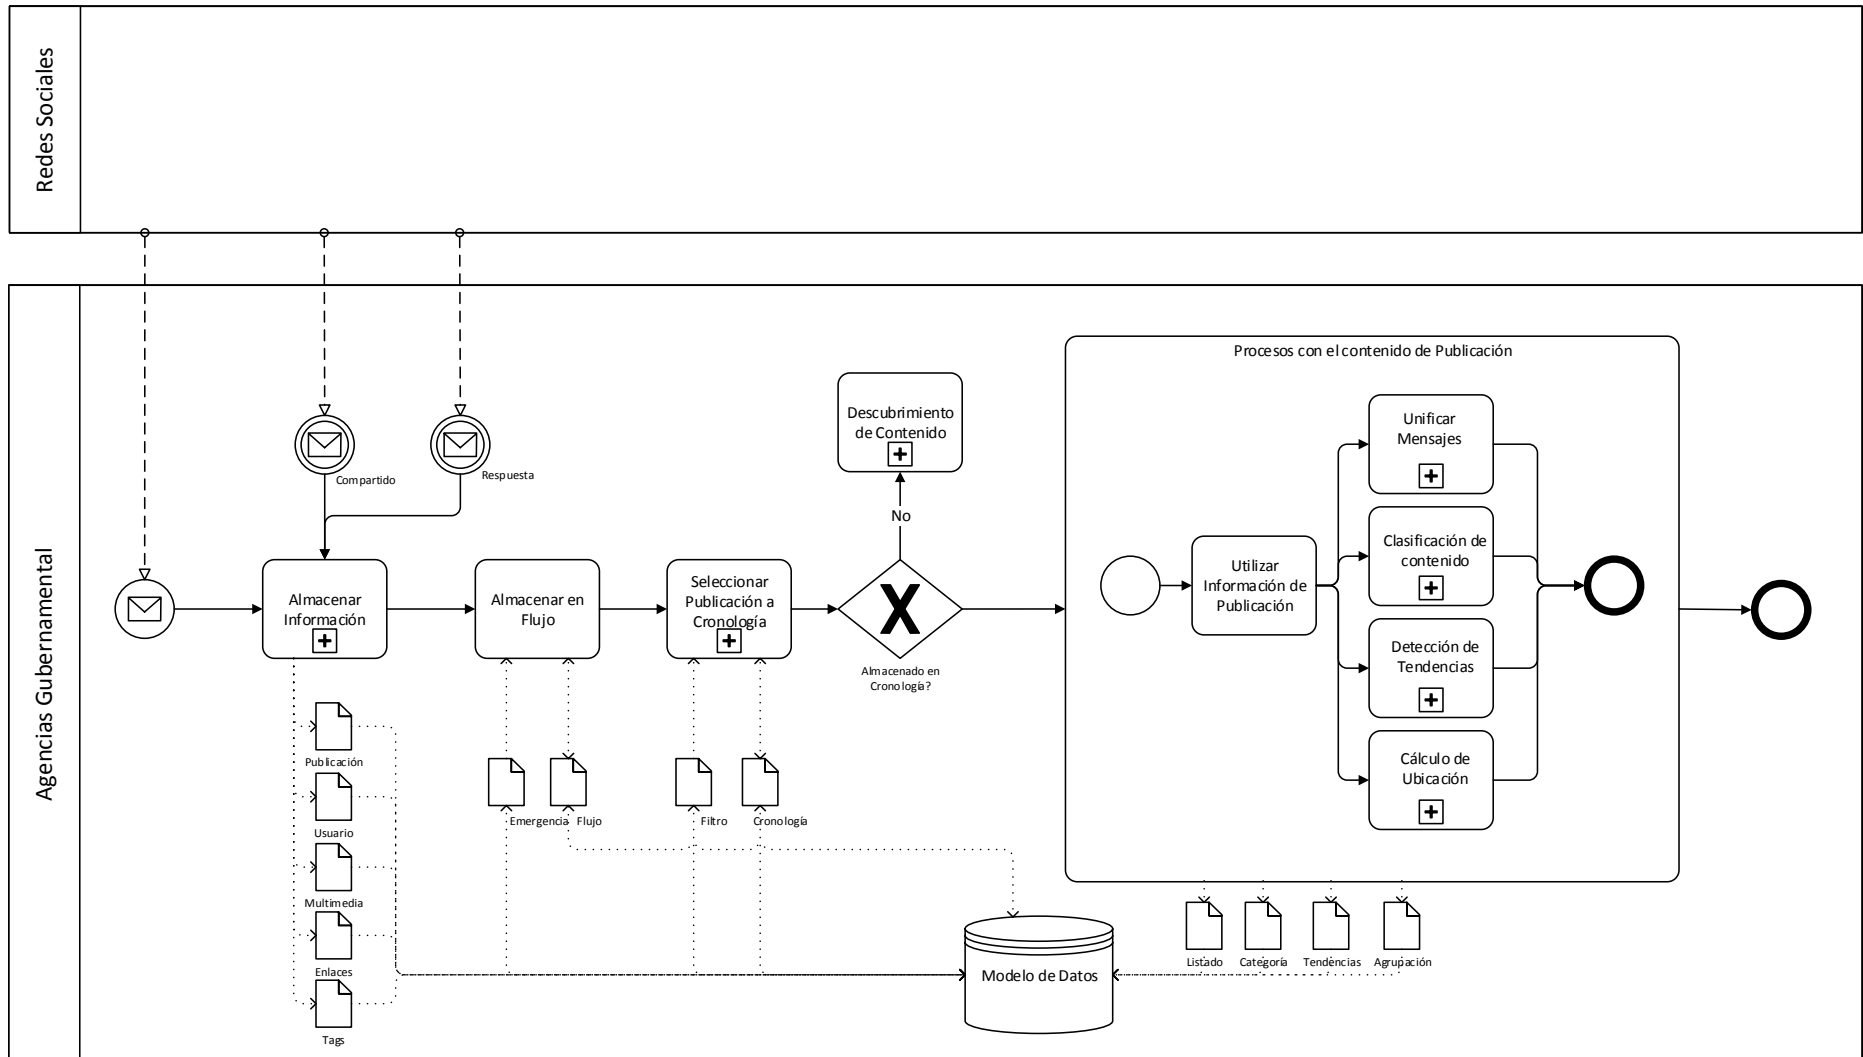 Redes Sociales
Agencias Gubernamental
Compartido
Respuesta
Almacenar
Información
Almacenar en
Flujo
Seleccionar
Publicación a
Cronología
X
Almacenado en
Cronología?
No
Descubrimiento
de Contenido
Procesos con el contenido de Publicación
Utilizar
Información de
Publicación
Unificar
Mensajes
Clasificación de
contenido
Detección de
Tendencias
Cálculo de
Ubicación
Publicación
Usuario
Multimedia
Enlaces
Tags
Emergencia
Flujo
Filtro
Cronología
Modelo de Datos
Listado
Categoría
Tendencias
Agrupación